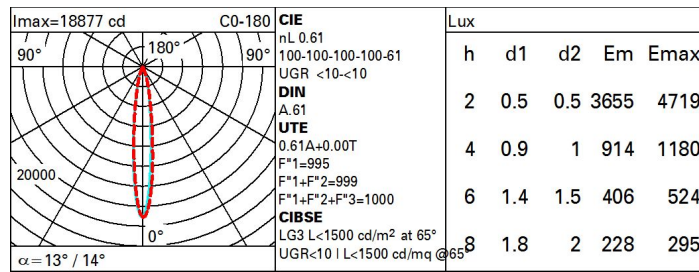 Imax=18877 cd C0-180
90° 180° 90°
20000
0°
α=13° / 14°
CIE
nL 0.61
100-100-100-100-61
UGR <10-<10
DIN
A.61
UTE
0.61A+0.00T
F"1=995
F"1+F"2=999
F"1+F"2+F"3=1000
CIBSE
LG3 L<1500 cd/m² at 65°
UGR<10 | L<1500 cd/mq @65°
Lux
h d1 d2 Em Emax
2 0.5 0.5 3655 4719
4 0.9 1 914 1180
6 1.4 1.5 406 524
8 1.8 2 228 295